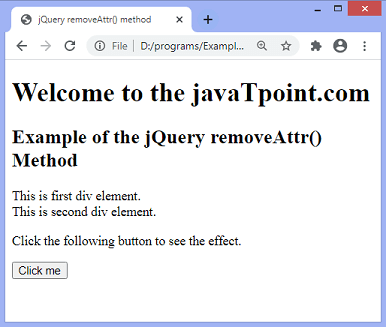 jQuery removeAttr() method
File | D:/programs/Exampl...
Welcome to the javaTpoint.com
Example of the jQuery removeAttr()
Method
This is first div element.
This is second div element.
Click the following button to see the effect.
Click me